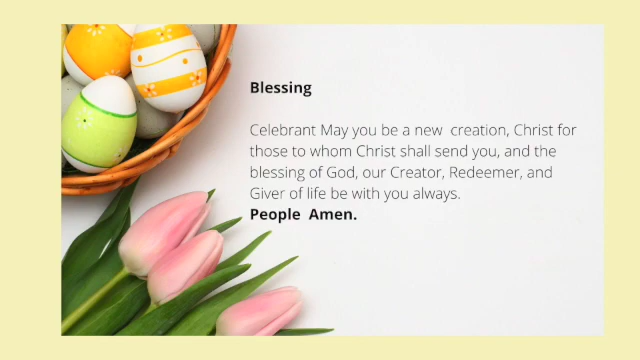 Blessing
Celebrant May you be a new creation, Christ for
those to whom Christ shall send you, and the
blessing of God, our Creator, Redeemer, and
Giver of life be with you always.
People Amen.